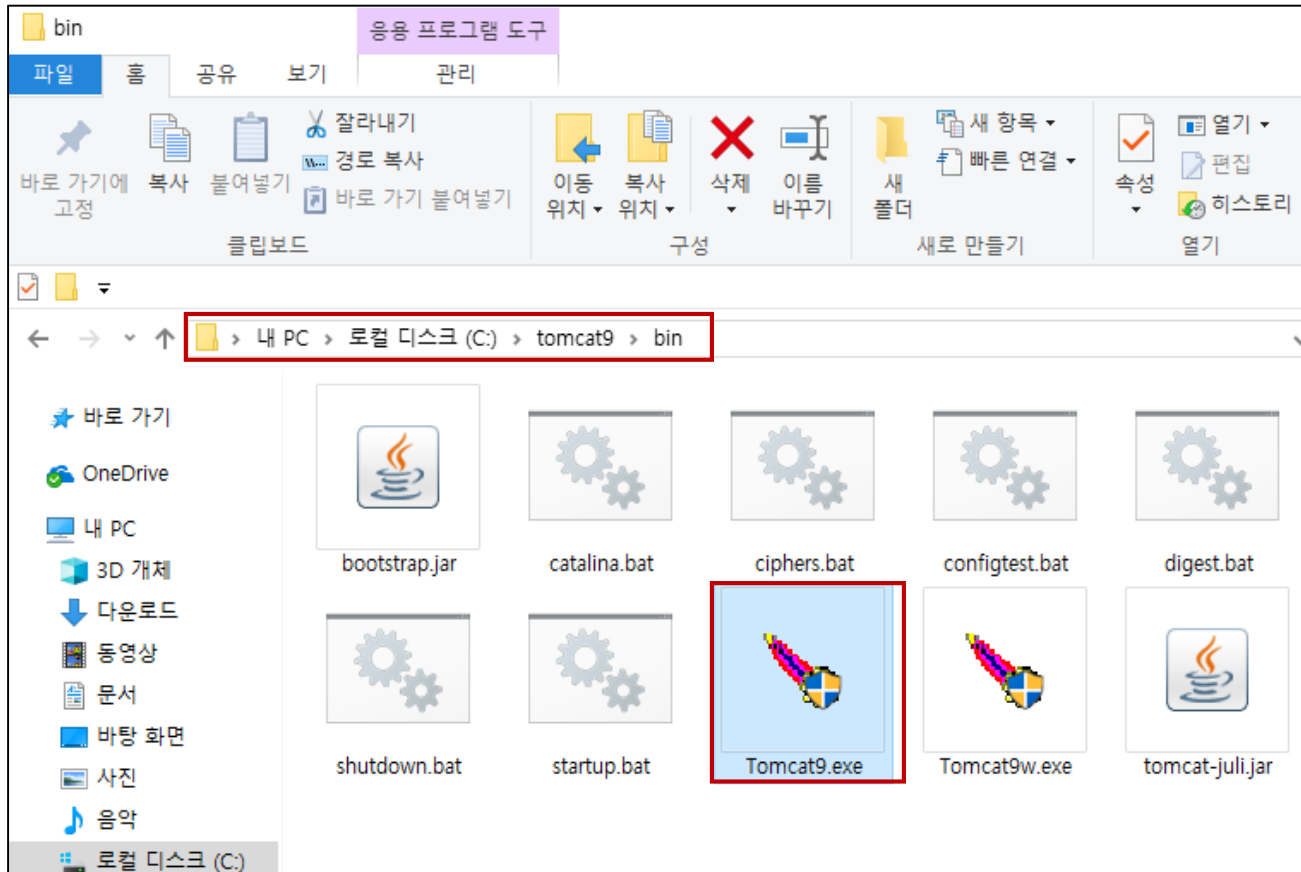 bin
응용 프로그램 도구
파일 홈 공유 보기 관리
바로 가기에 고정
복사
붙여넣기
잘라내기
경로 복사
바로 가기 붙여넣기
클립보드
이동 위치
복사 위치
삭제
이름 바꾸기
구성
새 폴더
새 항목
빠른 연결
새로 만들기
속성
열기
편집
히스토리
열기
내 PC > 로컬 디스크 (C:) > tomcat9 > bin
바로 가기
OneDrive
내 PC
3D 개체
다운로드
동영상
문서
바탕 화면
사진
음악
로컬 디스크 (C:)
bootstrap.jar
catalina.bat
ciphers.bat
configtest.bat
digest.bat
shutdown.bat
startup.bat
Tomcat9.exe
Tomcat9w.exe
tomcat-juli.jar